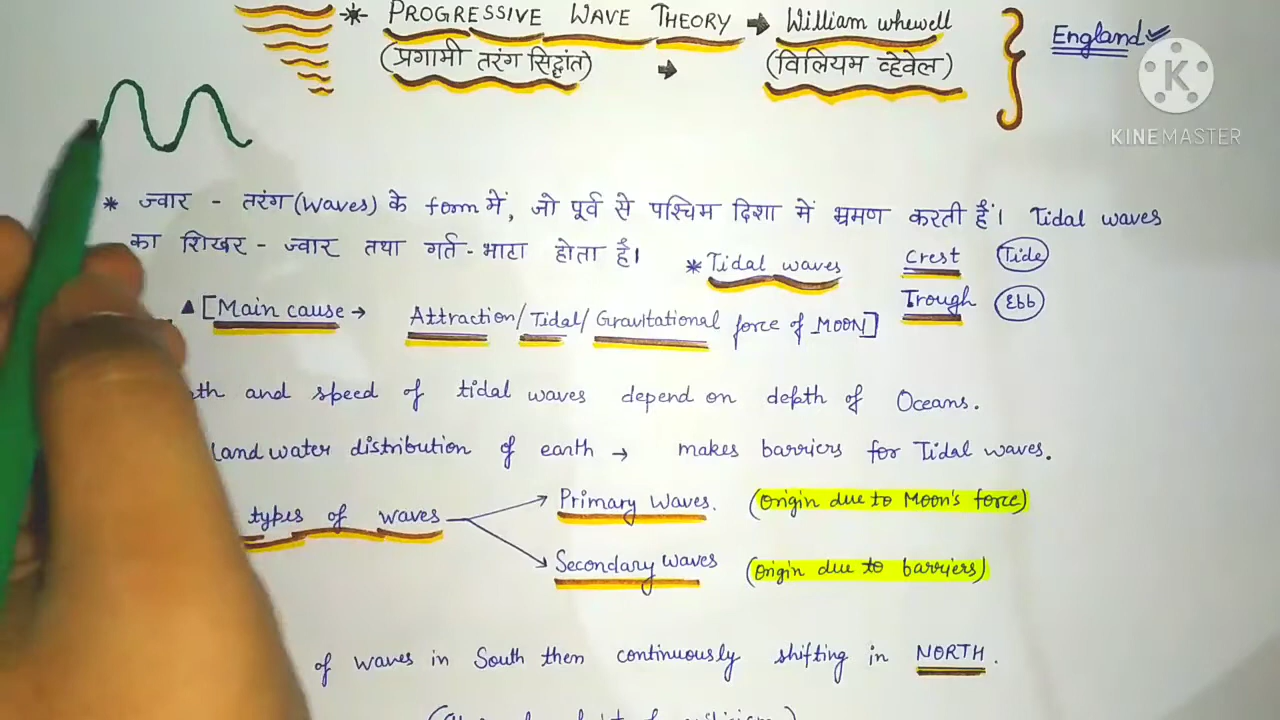 * PROGRESSIVE WAVE THEORY → William whewell
(प्रगामी तरंग सिद्धांत) → (विलियम व्हेवेल)
England
K
KINEMASTER
* ज्वार - तरंग (Waves) के form में, जो पूर्व से पश्चिम दिशा में भ्रमण करती हैं। Tidal waves
का शिखर - ज्वार तथा गर्त - भाटा होता है।
* Tidal waves
Crest Tide
Trough Ebb
▲ [Main cause → Attraction/Tidal/Gravitational force of MOON]
and speed of tidal waves depend on depth of Oceans.
land water distribution of earth → makes barriers for Tidal waves.
types of waves
Primary Waves. (Origin due to Moon's force)
Secondary Waves (Origin due to barriers)
of waves in South then continuously shifting in NORTH.